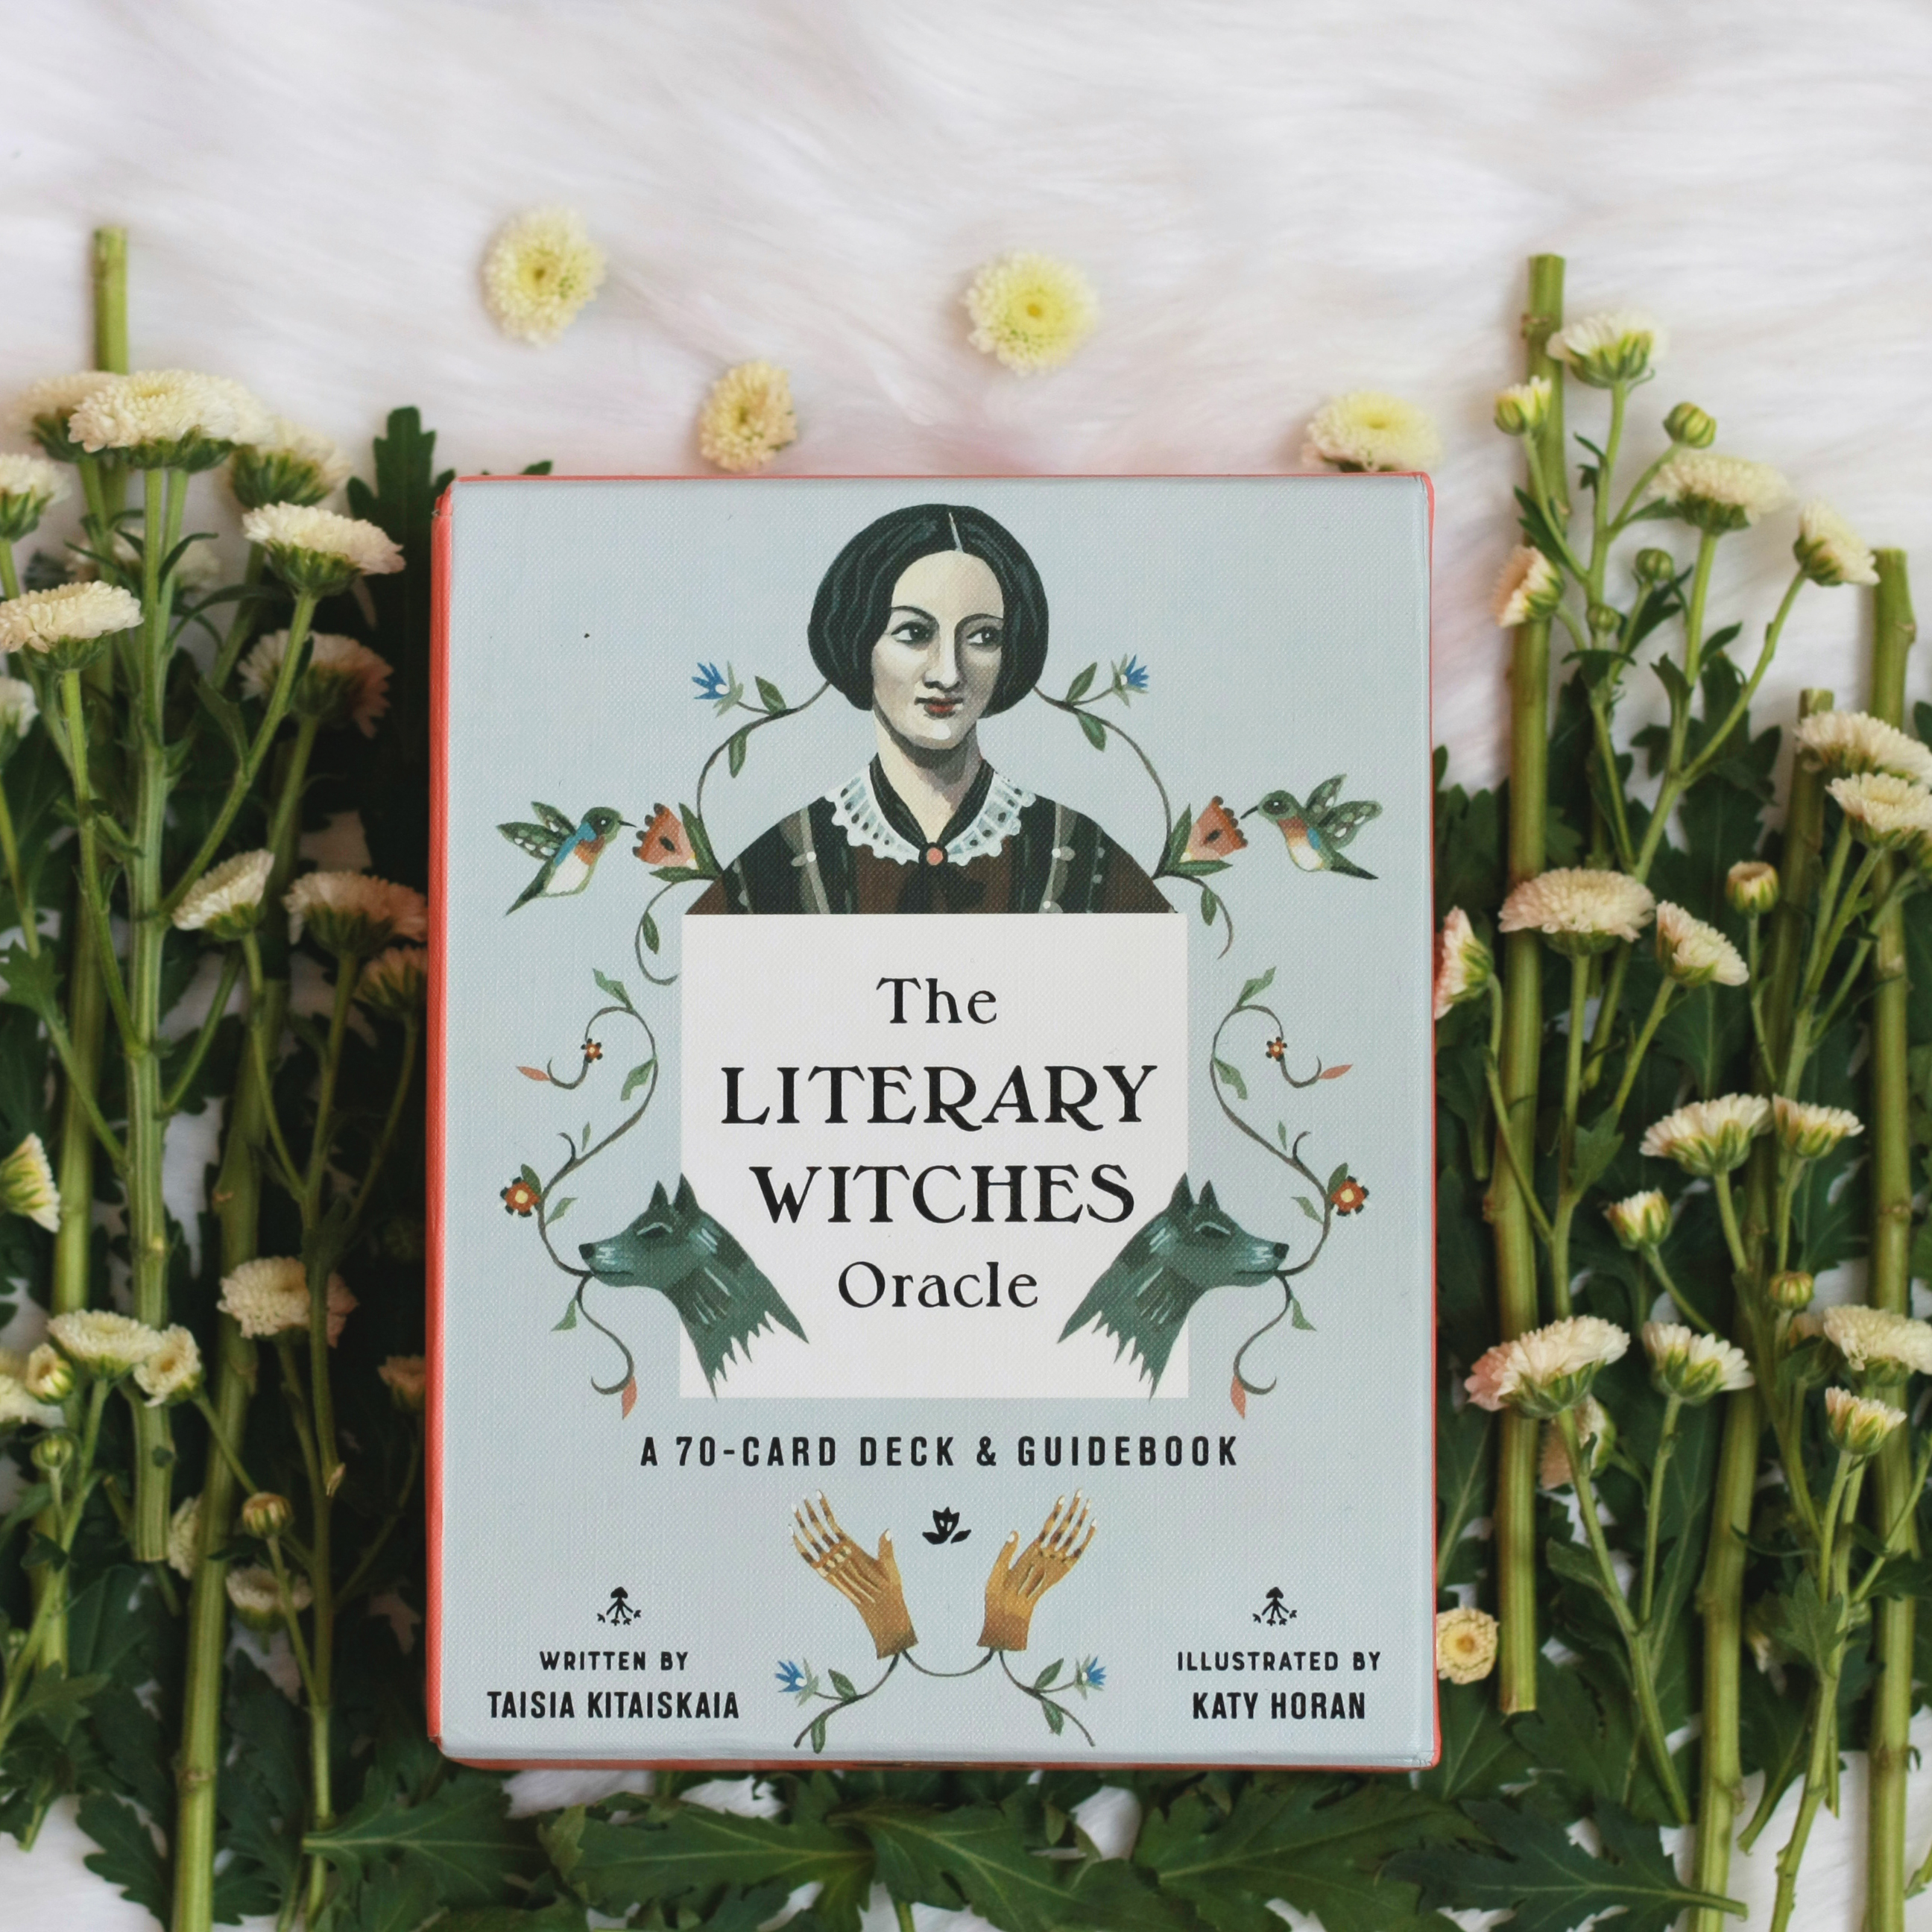 The
LITERARY
WITCHES
Oracle
A 70-CARD DECK & GUIDEBOOK
WRITTEN BY
TAISIA KITAISKAIA
ILLUSTRATED BY
KATY HORAN